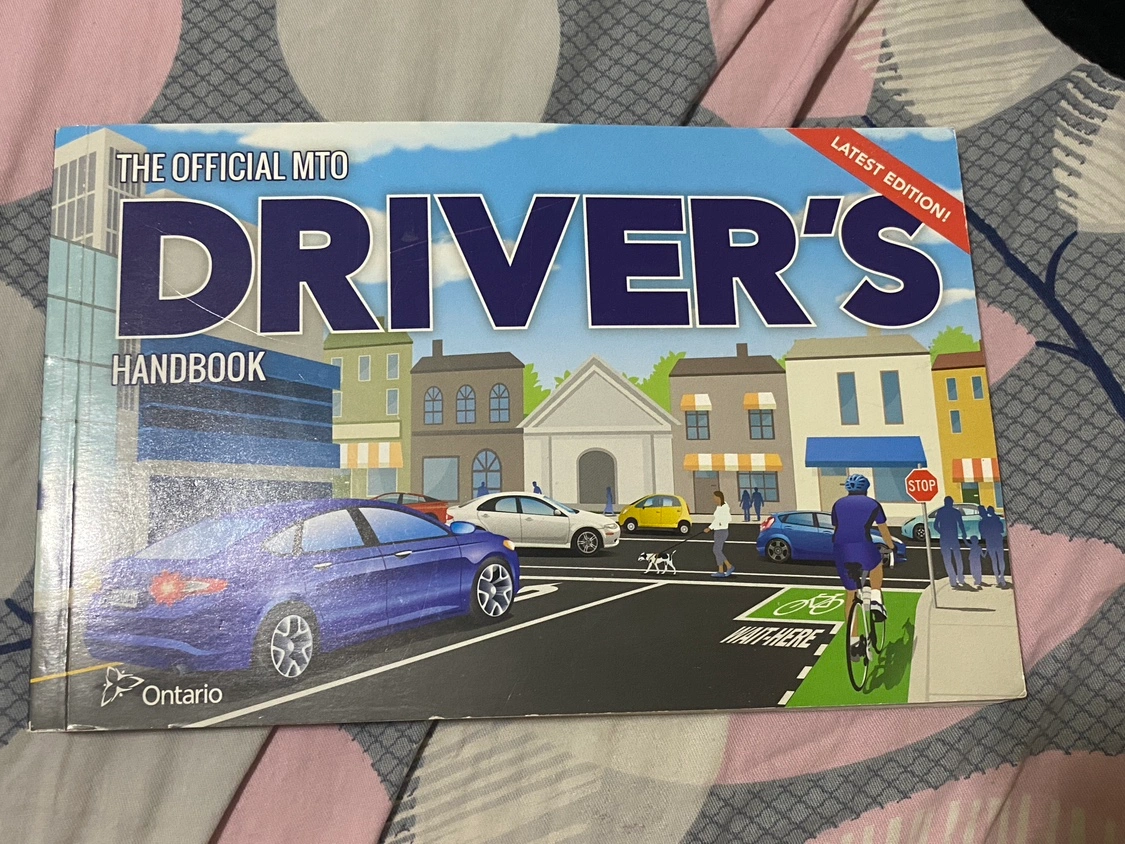 THE OFFICIAL MTO
LATEST EDITION!
DRIVER'S
HANDBOOK
STOP
WAIT HERE
Ontario